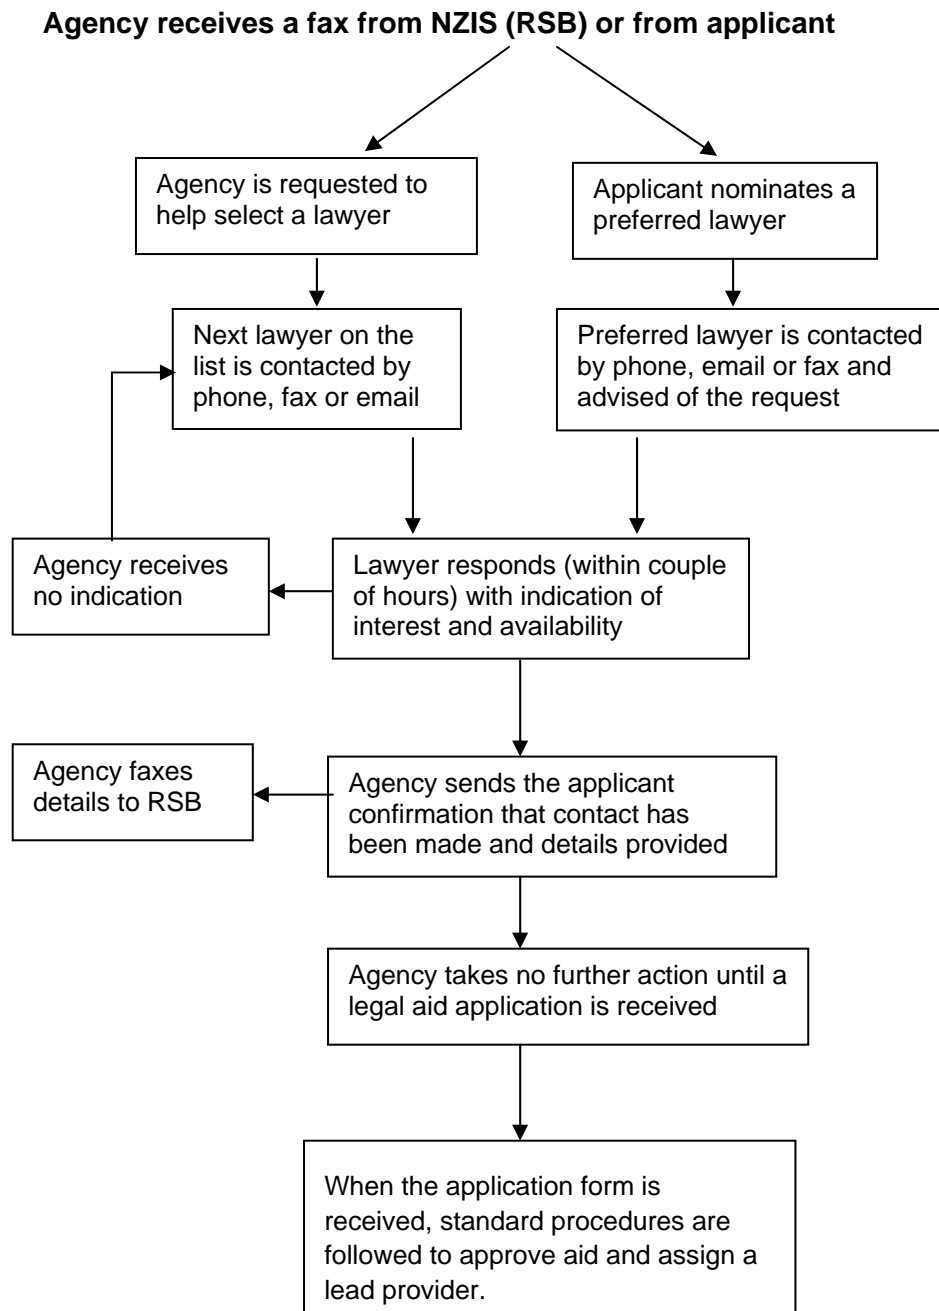 Agency receives a fax from NZIS (RSB) or from applicant
Agency is requested to
help select a lawyer
Applicant nominates a
preferred lawyer
Next lawyer on the
list is contacted by
phone, fax or email
Preferred lawyer is contacted
by phone, email or fax and
advised of the request
Agency receives
no indication
Lawyer responds (within couple
of hours) with indication of
interest and availability
Agency faxes
details to RSB
Agency sends the applicant
confirmation that contact has
been made and details provided
Agency takes no further action until a
legal aid application is received
When the application form is
received, standard procedures are
followed to approve aid and assign a
lead provider.